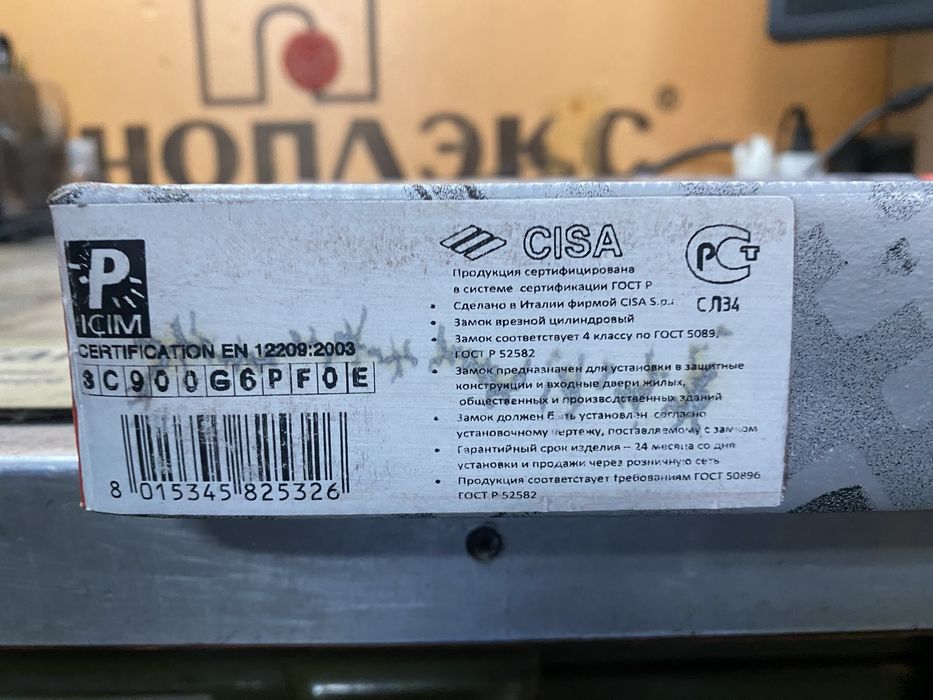 НОПЛЭКС®
P
ICIM
CERTIFICATION EN 12209:2003
3C900G6PF0E
8 015345 825326
CISA
РСТ
СЛ34
Продукция сертифицирована
в системе сертификации ГОСТ Р
• Сделано в Италии фирмой CISA S.p.
• Замок врезной цилиндровый
• Замок соответствует 4 классу по ГОСТ 5089,
ГОСТ Р 52582
• Замок предназначен для установки в защитные
конструкции и входные двери жилых,
общественных и производственных зданий
• Замок должен быть установлен согласно
установочному чертежу, поставляемому с замком
• Гарантийный срок изделия – 24 месяца со дня
установки и продажи через розничную сеть
• Продукция соответствует требованиям ГОСТ 50896
ГОСТ Р 52582